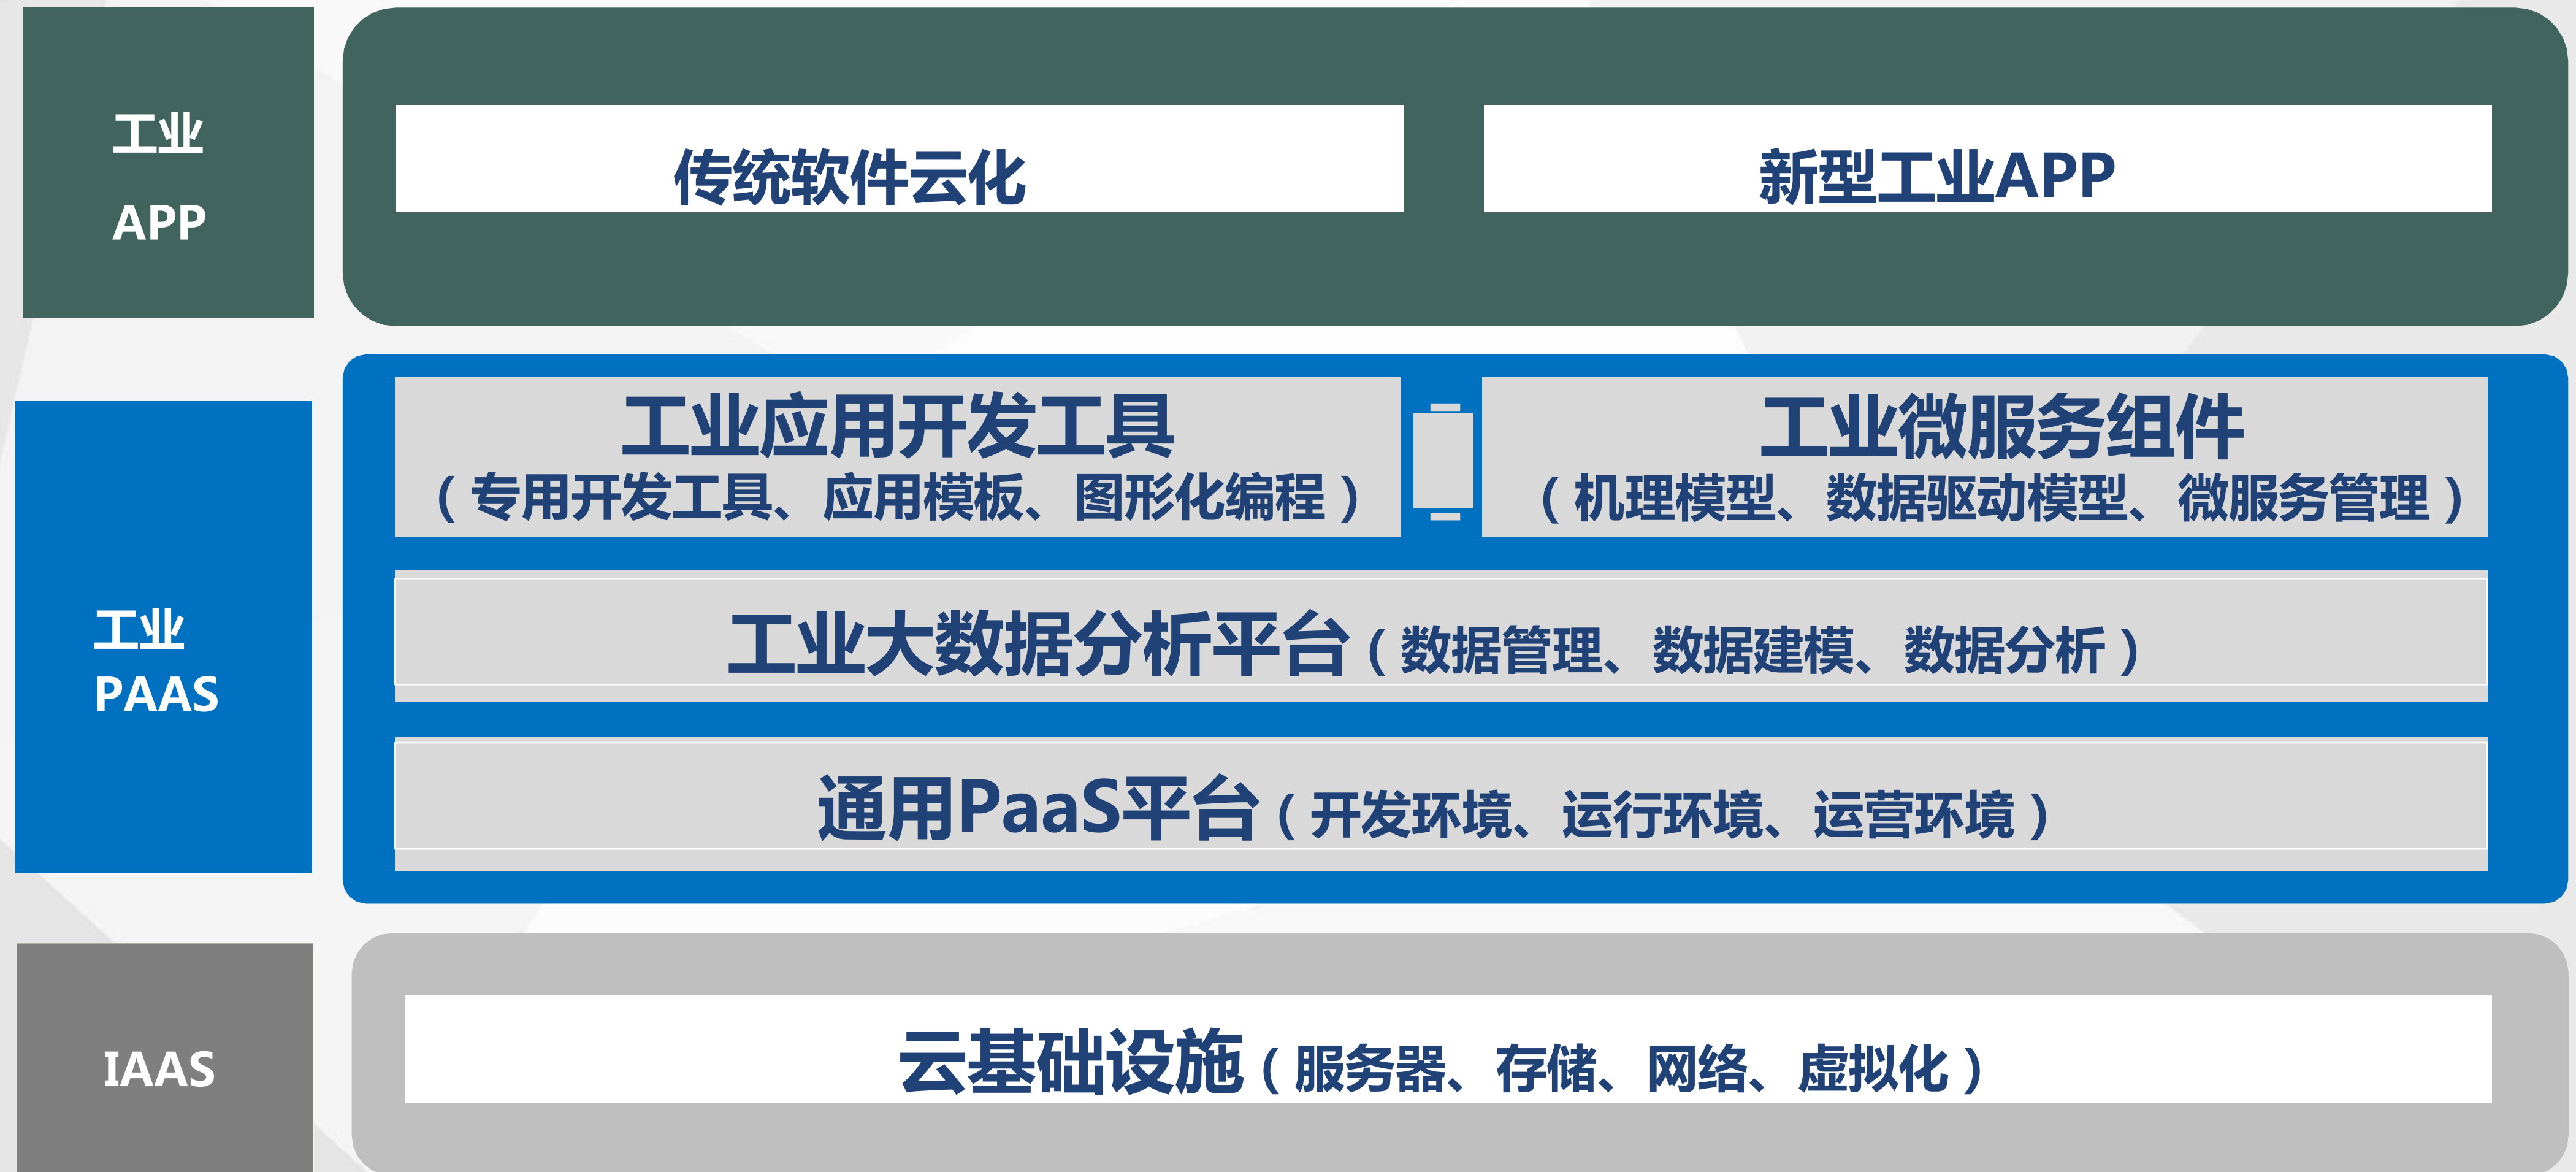 工业
APP
传统软件云化
新型工业APP
工业
PAAS
工业应用开发工具
（专用开发工具、应用模板、图形化编程）
工业微服务组件
（机理模型、数据驱动模型、微服务管理）
工业大数据分析平台（数据管理、数据建模、数据分析）
通用PaaS平台（开发环境、运行环境、运营环境）
IAAS
云基础设施（服务器、存储、网络、虚拟化）